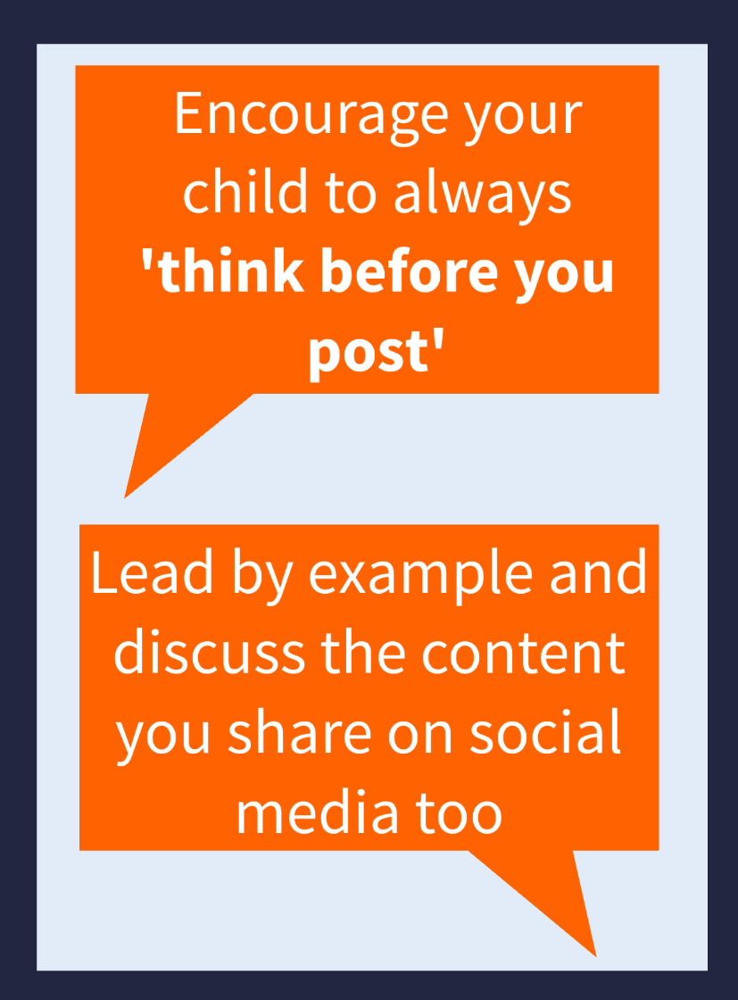 Encourage your
child to always
'think before you
post'
Lead by example and
discuss the content
you share on social
media too